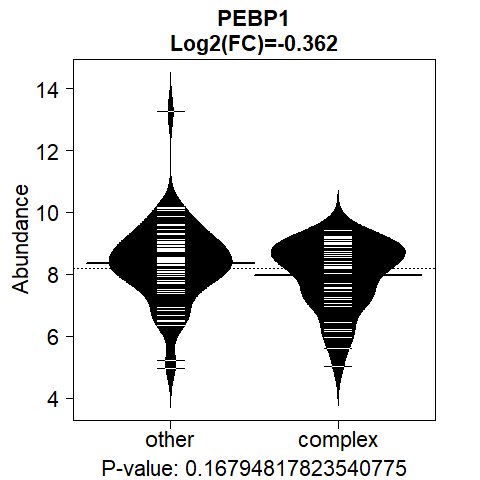 PEBP1
Log2(FC)=-0.362
Abundance
14
12
10
8
6
4
other
complex
P-value: 0.16794817823540775